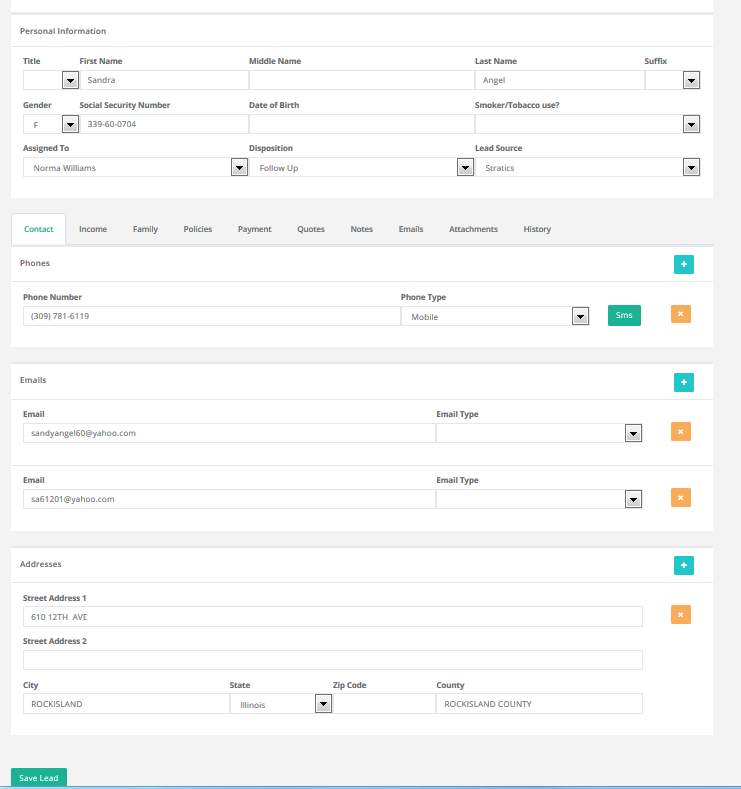 Personal Information
Title First Name Middle Name Last Name Suffix
Sandra Angel
Gender Social Security Number Date of Birth Smoker/Tobacco use?
F 339-60-0704
Assigned To Disposition Lead Source
Norma Williams Follow Up Stratics
Contact Income Family Policies Payment Quotes Notes Emails Attachments History
Phones +
Phone Number Phone Type
(309) 781-6119 Mobile Sms ×
Emails +
Email Email Type
sandyangel60@yahoo.com ×
Email Email Type
sa61201@yahoo.com ×
Addresses +
Street Address 1
610 12TH  AVE ×
Street Address 2
City State Zip Code County
ROCKISLAND Illinois ROCKISLAND COUNTY
Save Lead